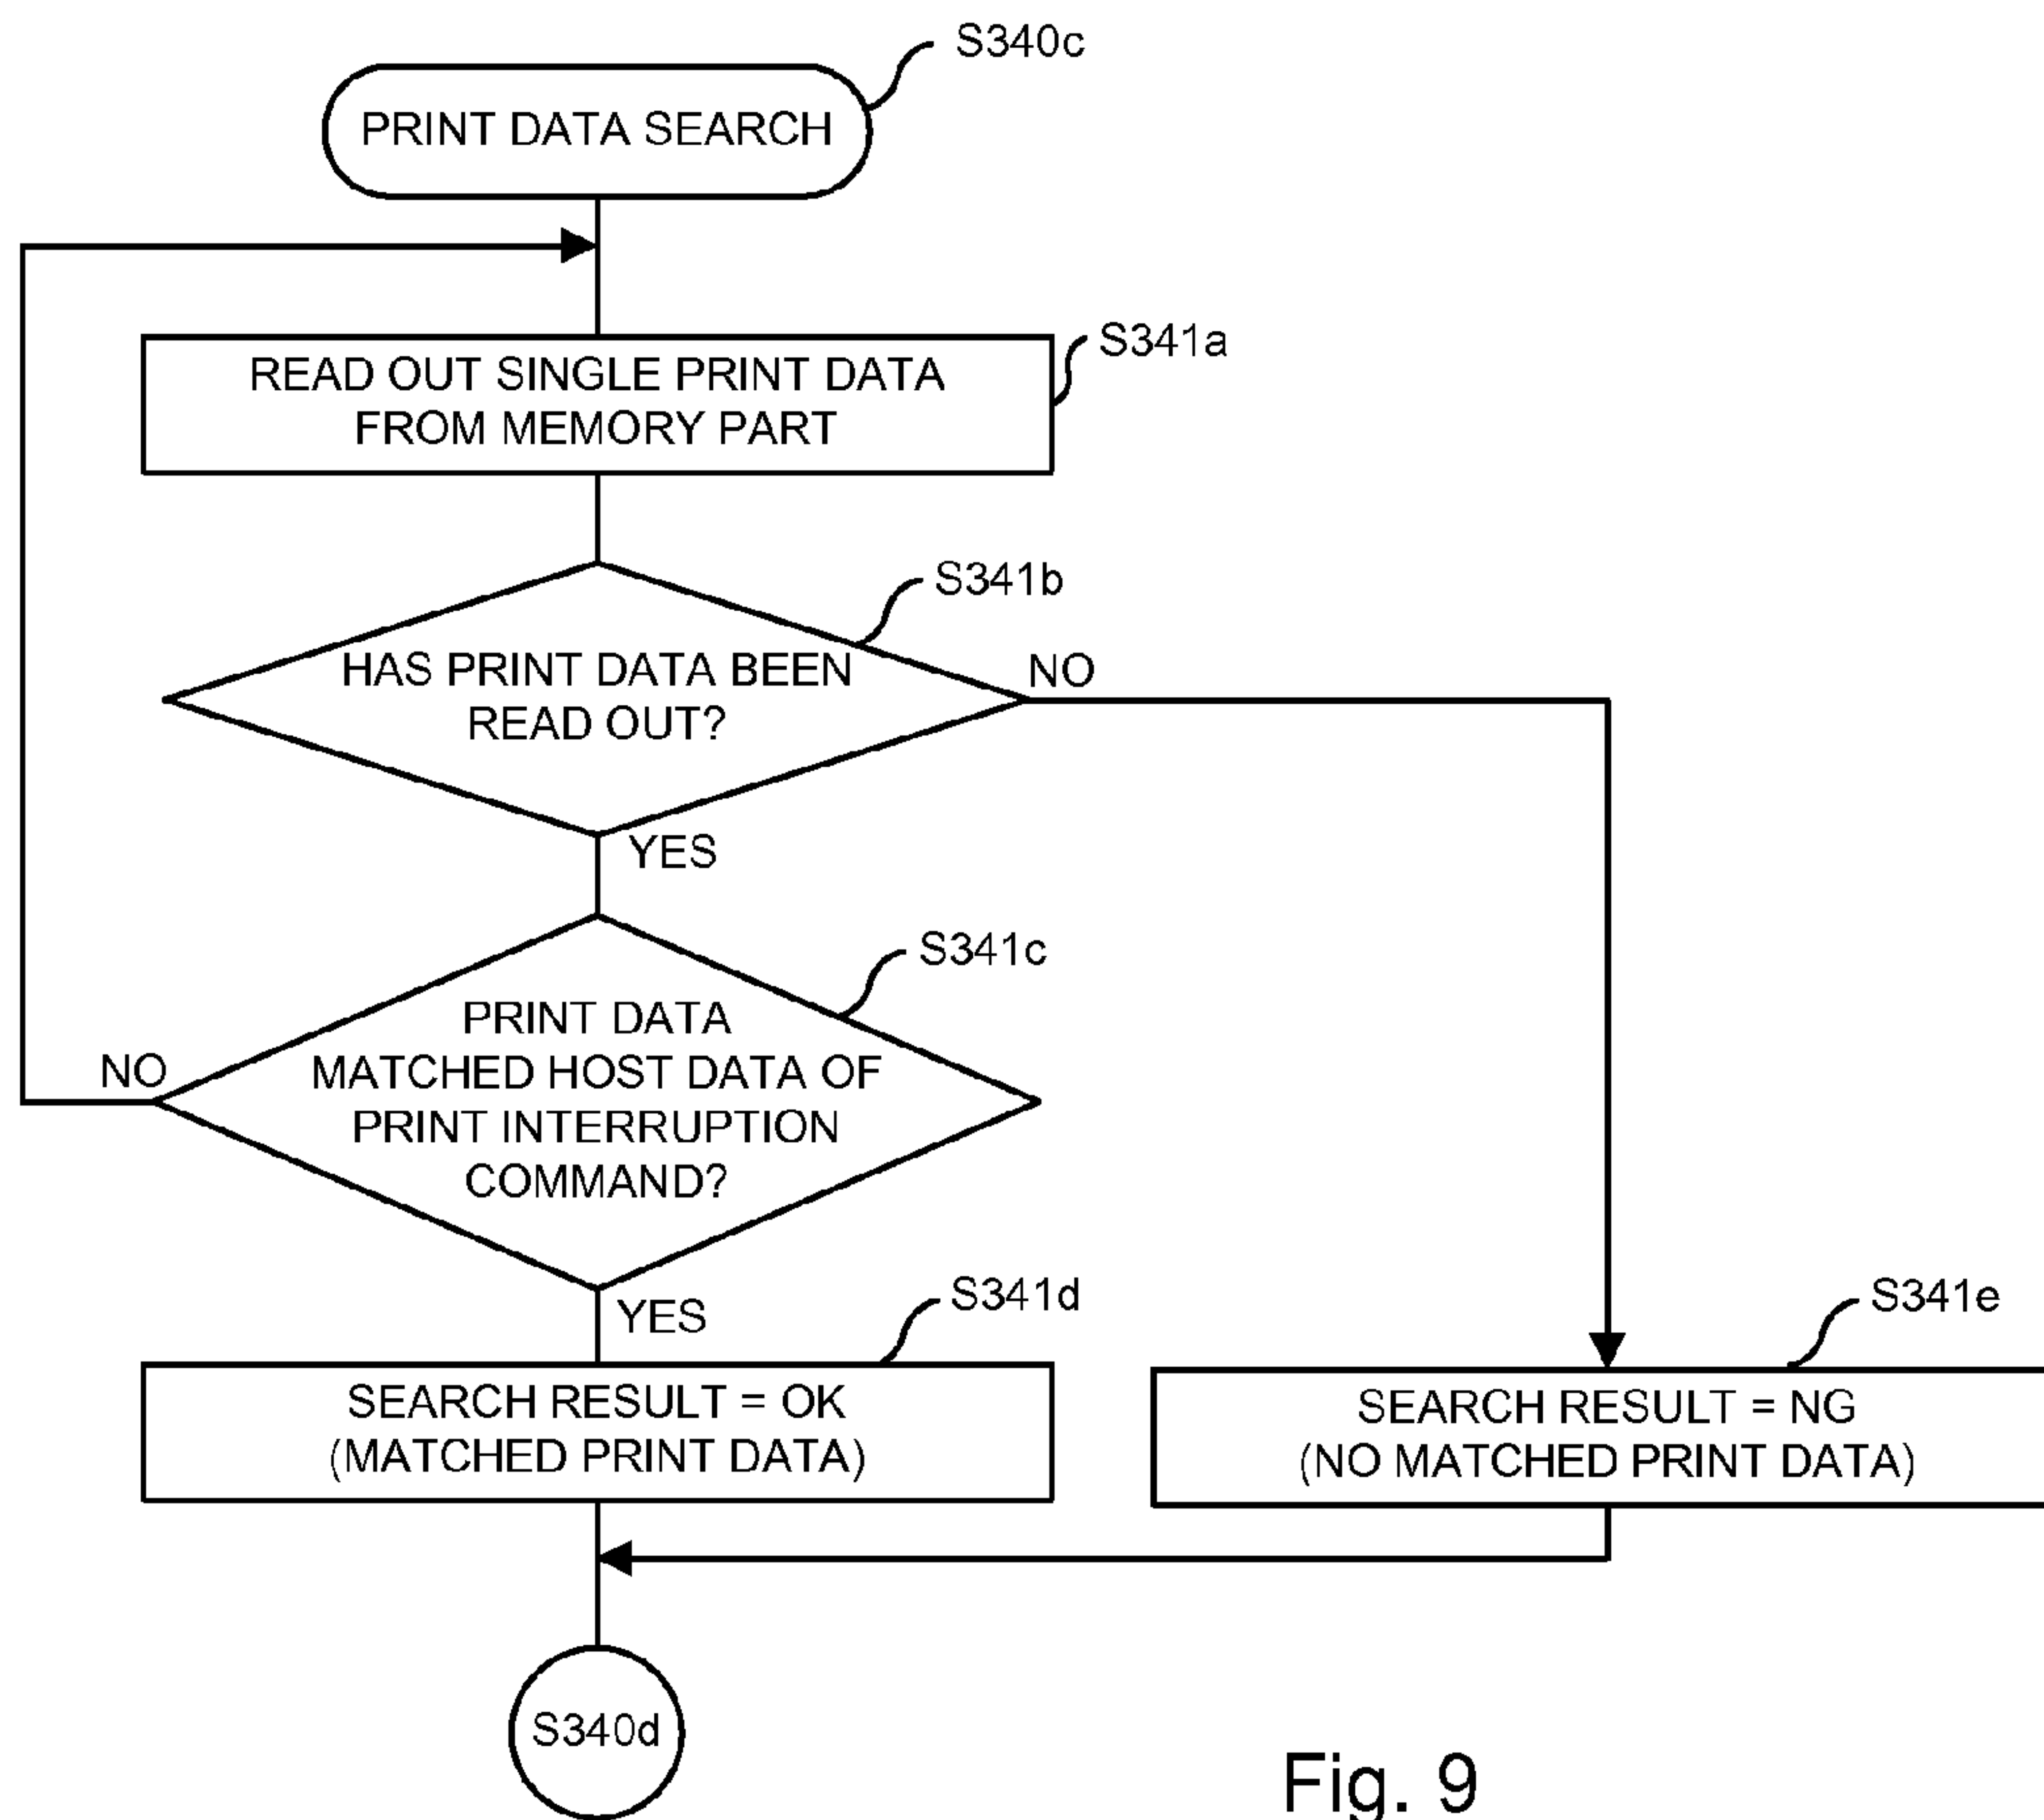 S340c
PRINT DATA SEARCH
S341a
READ OUT SINGLE PRINT DATA
FROM MEMORY PART
S341b
HAS PRINT DATA BEEN
READ OUT?
NO
YES
S341c
PRINT DATA
MATCHED HOST DATA OF
PRINT INTERRUPTION
COMMAND?
NO
YES
S341d
SEARCH RESULT = OK
(MATCHED PRINT DATA)
S341e
SEARCH RESULT = NG
(NO MATCHED PRINT DATA)
S340d
Fig. 9